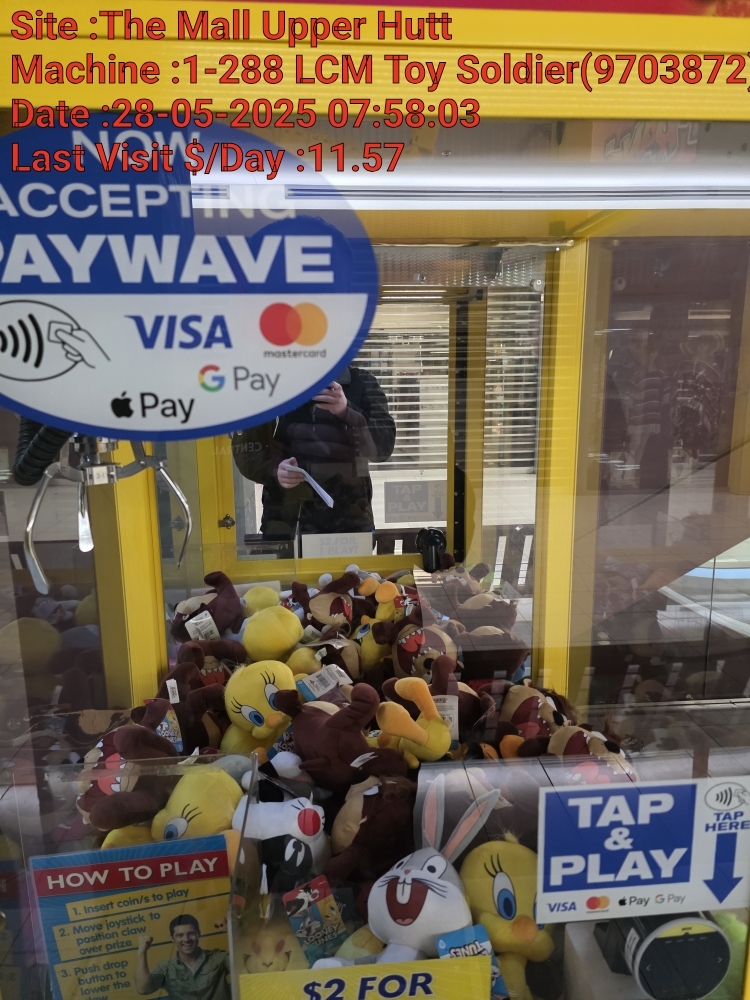 Site :The Mall Upper Hutt
Machine :1-288 LCM Toy Soldier(9703872)
Date :28-05-2025 07:58:03
Last Visit $/Day :11.57
NOW
ACCEPTING
PAYWAVE
VISA
mastercard
G Pay
Pay
TAP
&
PLAY
TAP
HERE
VISA Pay G Pay
HOW TO PLAY
1. Insert coin/s to play
2. Move joystick to
position claw
over prize
3. Push drop
button to
lower the
$2 FOR